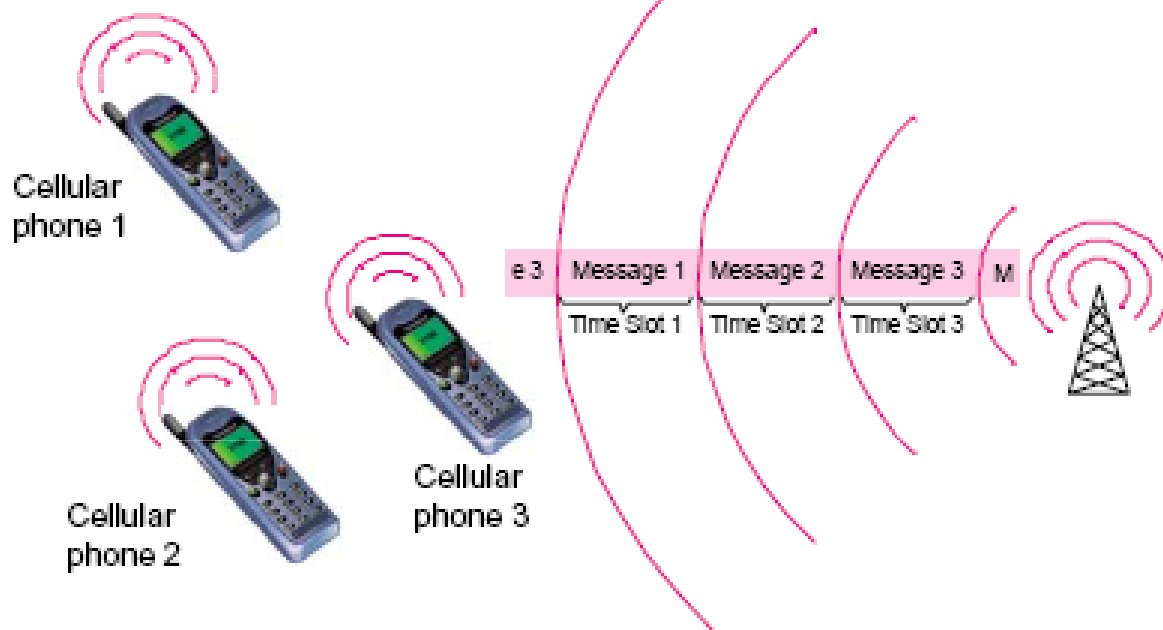 Cellular
phone 1
e 3 Message 1 Message 2 Message 3 M
Time Slot 1 Time Slot 2 Time Slot 3
Cellular
phone 3
Cellular
phone 2